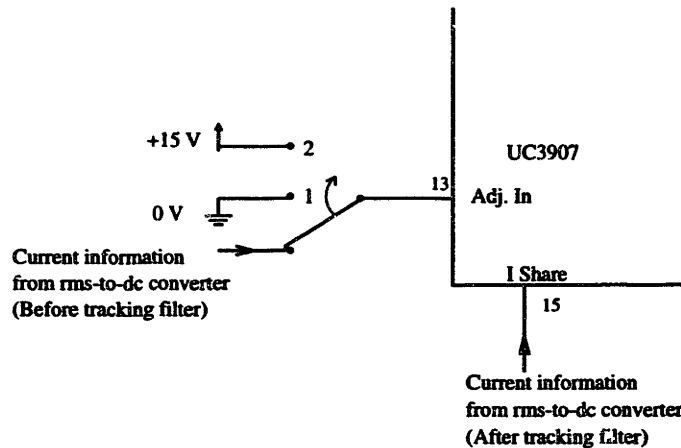 +15 V
2
UC3907
1
13
Adj. In
0 V
Current information
from rms-to-dc converter
(Before tracking filter)
I Share
15
Current information
from rms-to-dc converter
(After tracking filter)